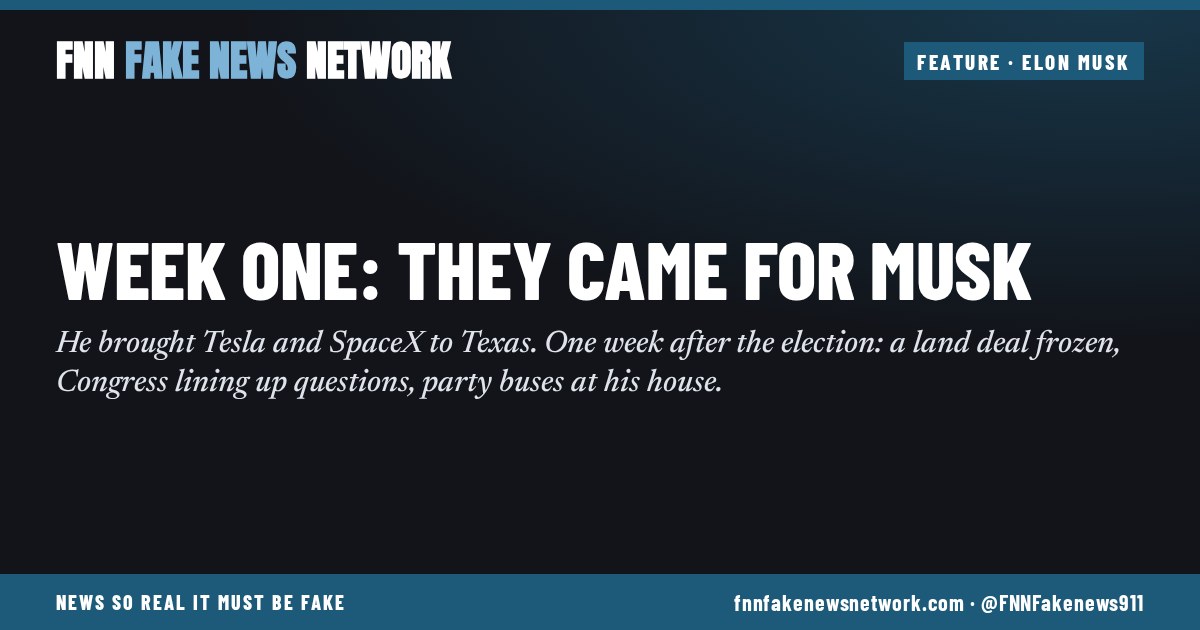 FNN FAKE NEWS NETWORK
FEATURE · ELON MUSK
WEEK ONE: THEY CAME FOR MUSK
He brought Tesla and SpaceX to Texas. One week after the election: a land deal frozen,
Congress lining up questions, party buses at his house.
NEWS SO REAL IT MUST BE FAKE
fnnfakenewsnetwork.com · @FNNFakenews911